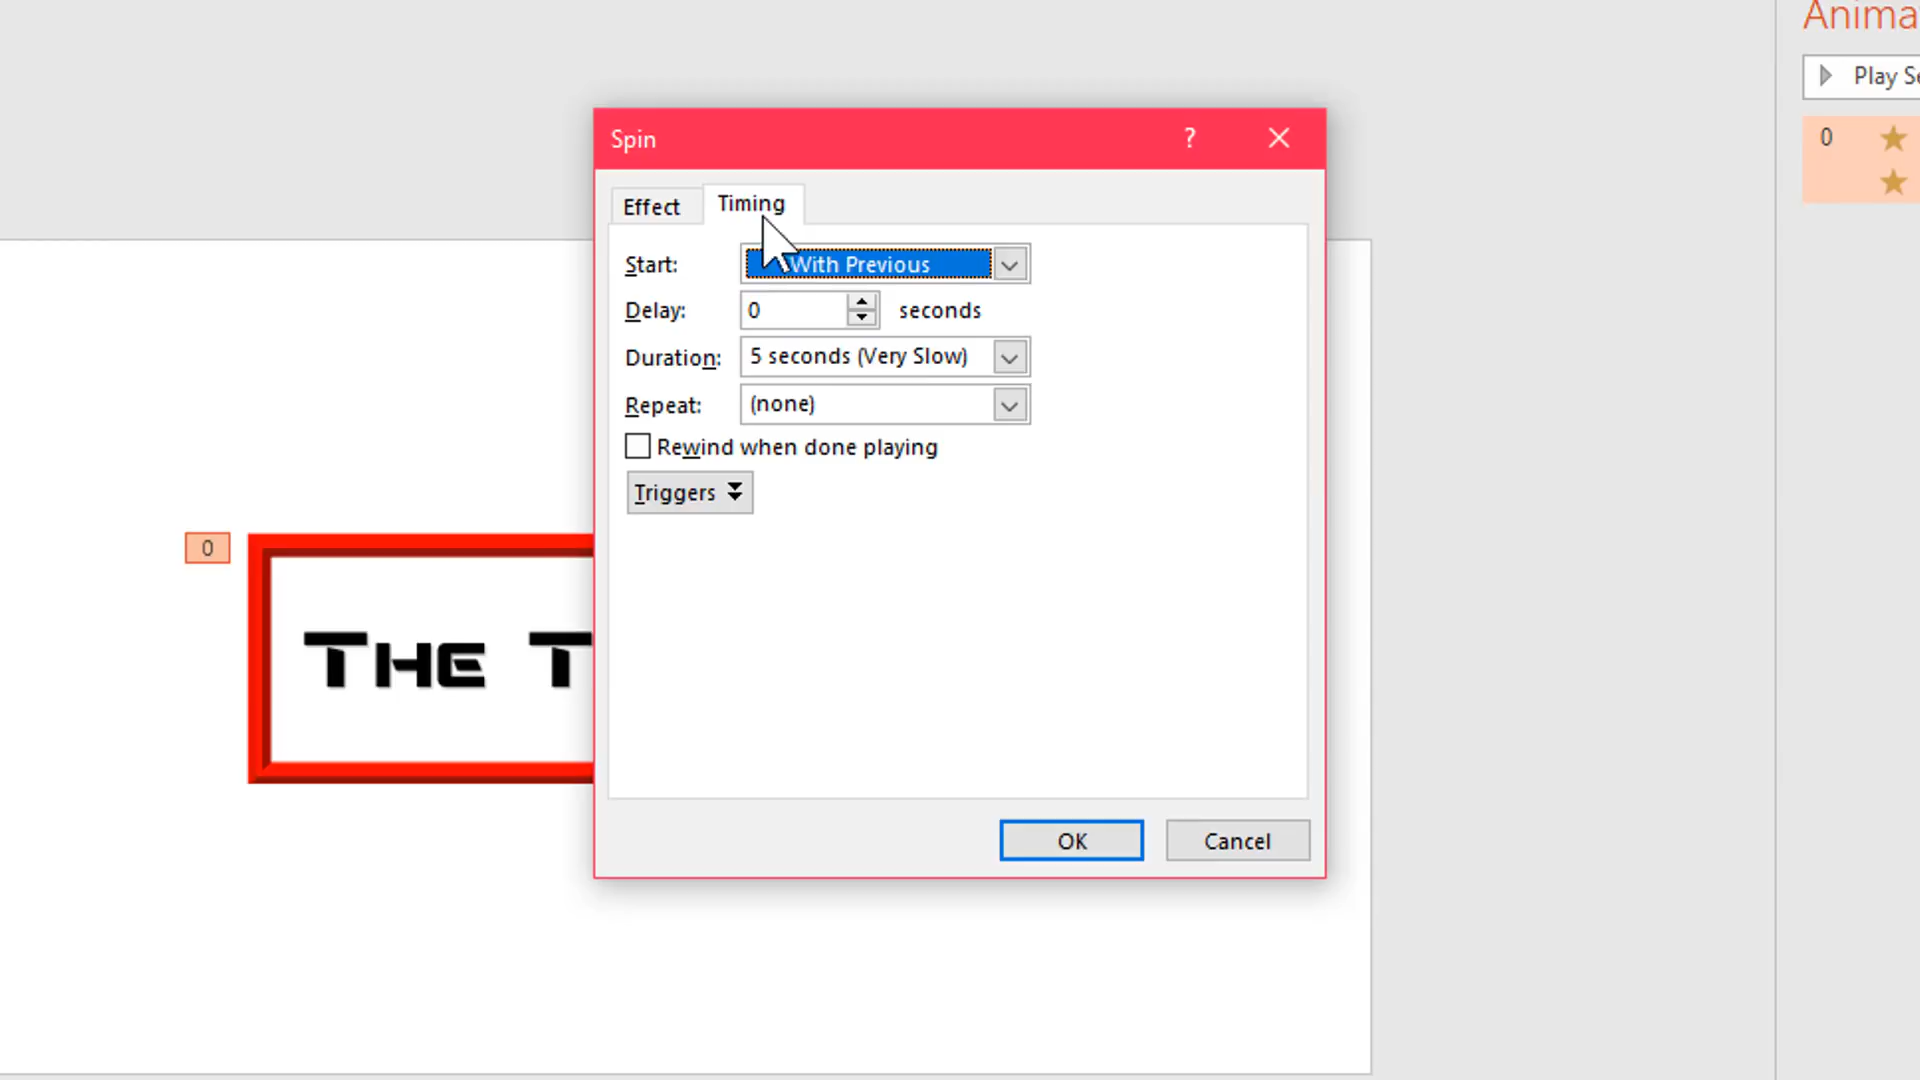 Anima
Play Se
0
Spin
?
Effect
Timing
Start:
With Previous
Delay:
0
seconds
Duration:
5 seconds (Very Slow)
Repeat:
(none)
Rewind when done playing
Triggers
0
THE T
OK
Cancel